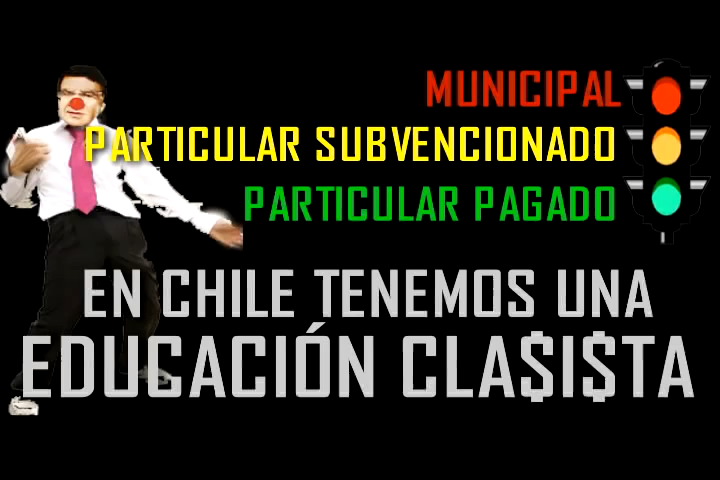 MUNICIPAL
PARTICULAR SUBVENCIONADO
PARTICULAR PAGADO
EN CHILE TENEMOS UNA
EDUCACIÓN CLA$I$TA